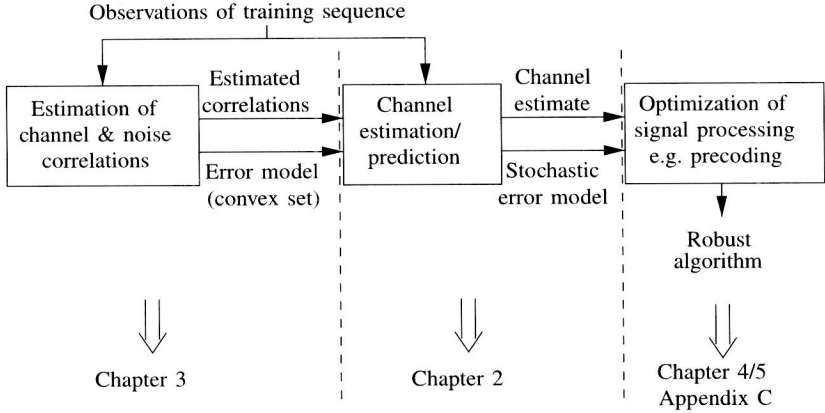 Observations of training sequence
Estimation of
channel & noise
correlations
Estimated
correlations
Error model
(convex set)
Channel
estimation/
prediction
Channel
estimate
Stochastic
error model
Optimization of
signal processing
e.g. precoding
Robust
algorithm
Chapter 3
Chapter 2
Chapter 4/5
Appendix C